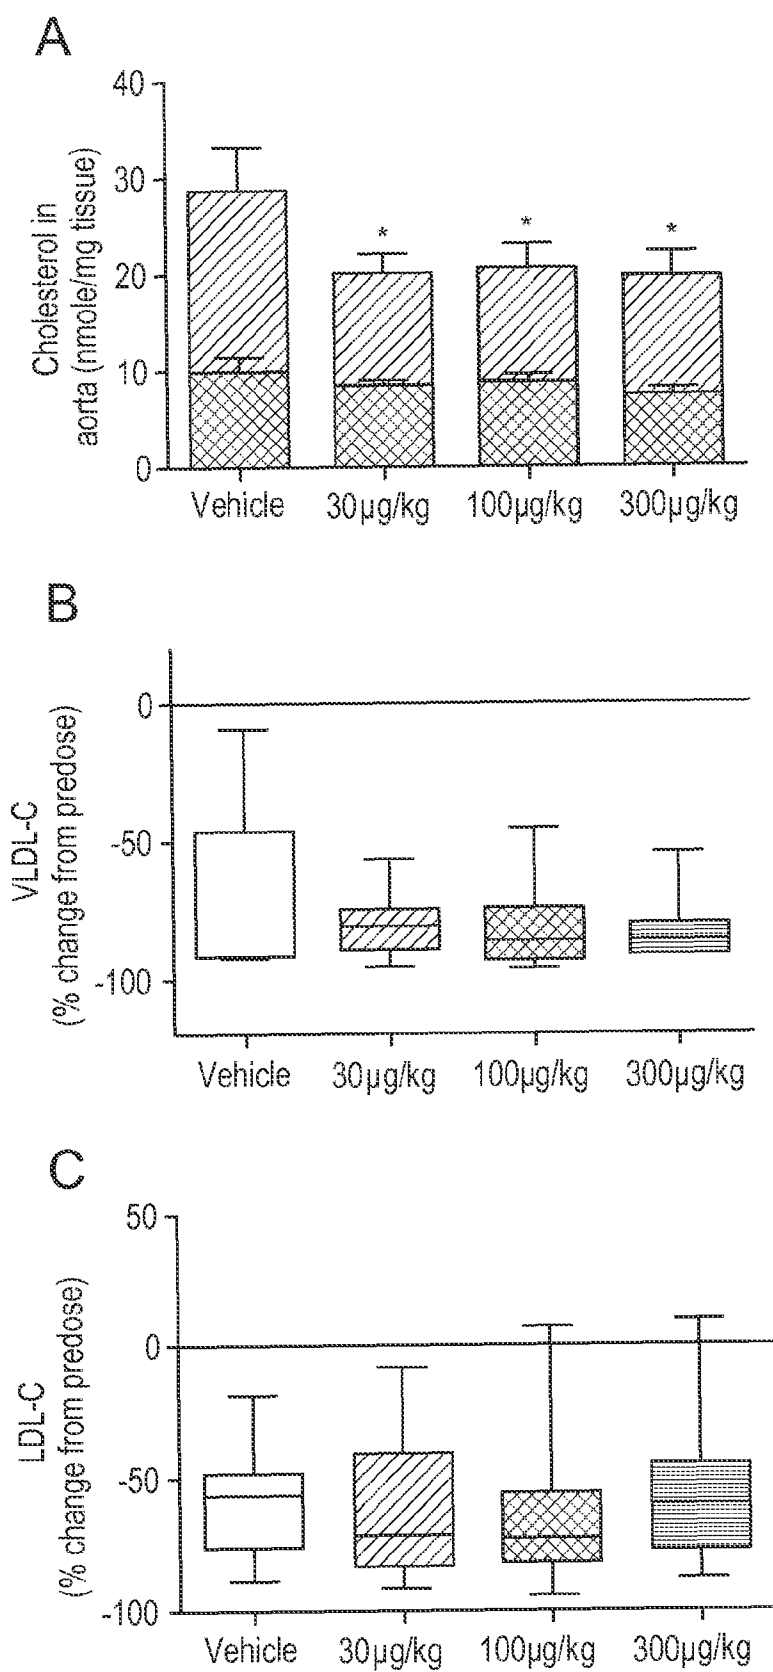 A
Cholesterol in
aorta (nmole/mg tissue)
40
30
20
10
0
*
*
*
Vehicle
30µg/kg
100µg/kg
300µg/kg
B
VLDL-C
(% change from predose)
0
-50
-100
Vehicle
30µg/kg
100µg/kg
300µg/kg
C
LDL-C
(% change from predose)
50
0
-50
-100
Vehicle
30µg/kg
100µg/kg
300µg/kg